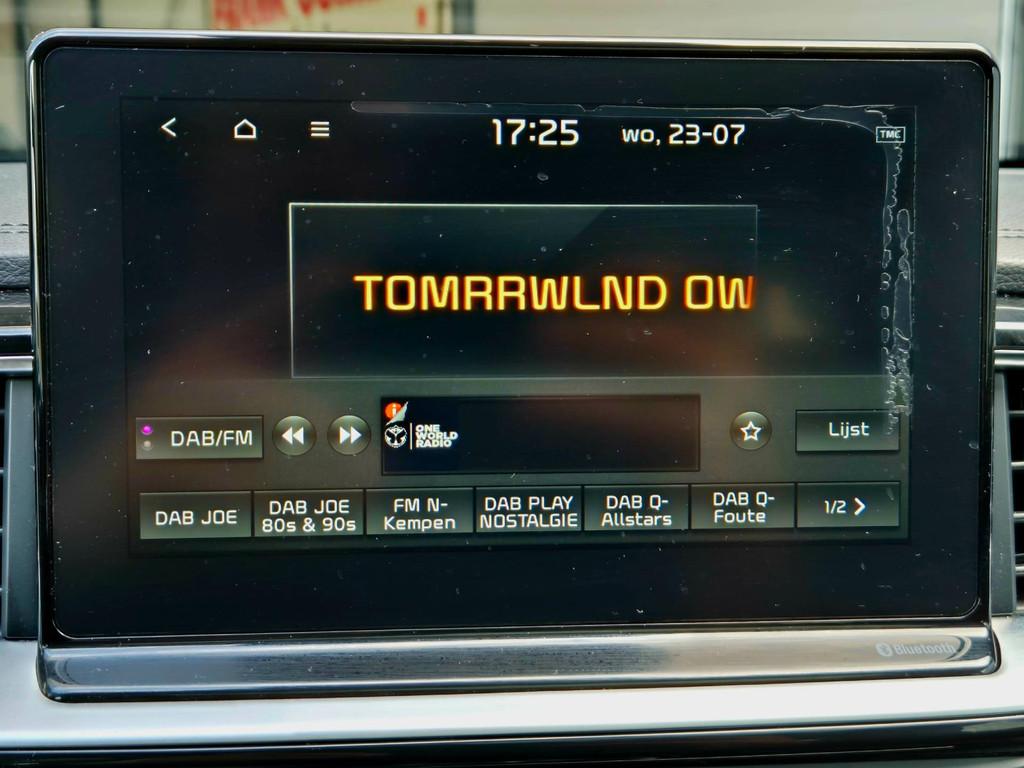 17:25 wo, 23-07 TMC
TOMRRWLND OW
DAB/FM
i
ONE
WORLD
RADIO
Lijst
DAB JOE
DAB JOE
80s & 90s
FM N-
Kempen
DAB PLAY
NOSTALGIE
DAB Q-
Allstars
DAB Q-
Foute
1/2
Bluetooth